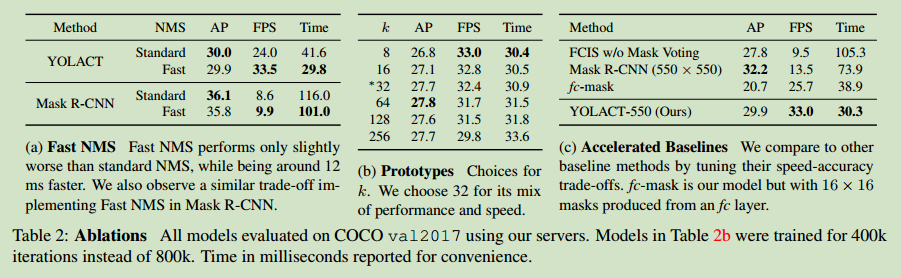 Method NMS AP FPS Time
YOLACT Standard 30.0 24.0 41.6
Fast 29.9 33.5 29.8
Mask R-CNN Standard 36.1 8.6 116.0
Fast 35.8 9.9 101.0
(a) Fast NMS Fast NMS performs only slightly
worse than standard NMS, while being around 12
ms faster. We also observe a similar trade-off im-
plementing Fast NMS in Mask R-CNN.
k AP FPS Time
8 26.8 33.0 30.4
16 27.1 32.8 30.5
*32 27.7 32.4 30.9
64 27.8 31.7 31.5
128 27.6 31.5 31.8
256 27.7 29.8 33.6
(b) Prototypes Choices for
k. We choose 32 for its mix
of performance and speed.
Method AP FPS Time
FCIS w/o Mask Voting 27.8 9.5 105.3
Mask R-CNN (550 × 550) 32.2 13.5 73.9
fc-mask 20.7 25.7 38.9
YOLACT-550 (Ours) 29.9 33.0 30.3
(c) Accelerated Baselines We compare to other
baseline methods by tuning their speed-accuracy
trade-offs. fc-mask is our model but with 16 × 16
masks produced from an fc layer.
Table 2: Ablations All models evaluated on COCO val2017 using our servers. Models in Table 2b were trained for 400k
iterations instead of 800k. Time in milliseconds reported for convenience.